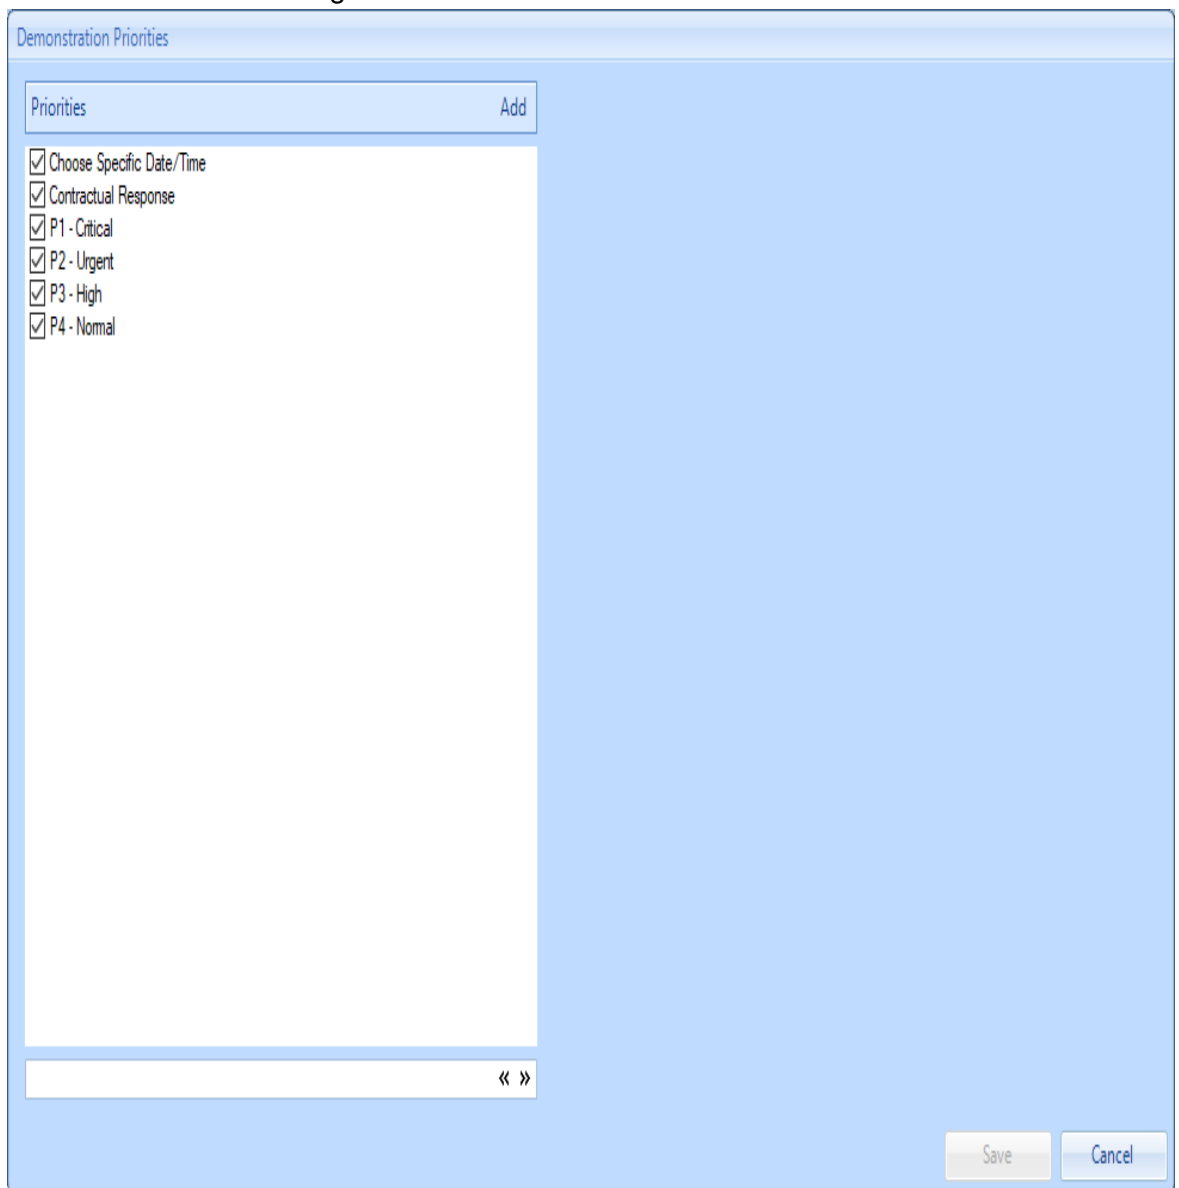 Demonstration Priorities
Priorities Add
Choose Specific Date/Time
Contractual Response
P1 - Critical
P2 - Urgent
P3 - High
P4 - Normal
« »
Save Cancel